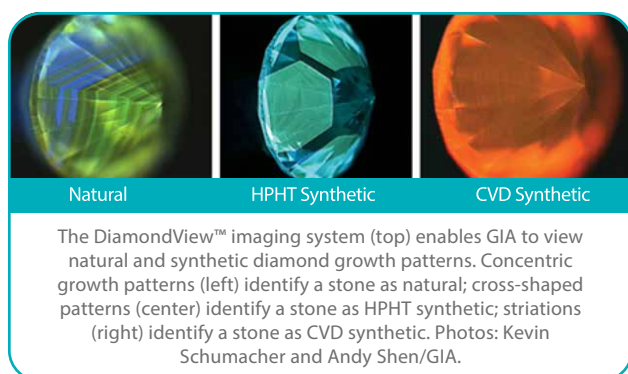 Natural
HPHT Synthetic
CVD Synthetic
The DiamondView™ imaging system (top) enables GIA to view
natural and synthetic diamond growth patterns. Concentric
growth patterns (left) identify a stone as natural; cross-shaped
patterns (center) identify a stone as HPHT synthetic; striations
(right) identify a stone as CVD synthetic. Photos: Kevin
Schumacher and Andy Shen/GIA.